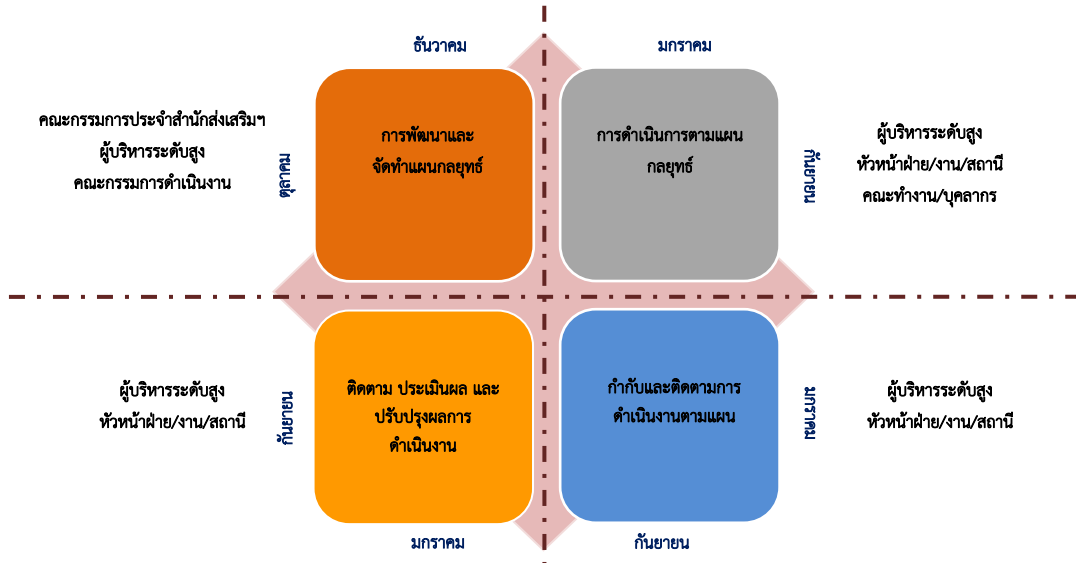 ธันวาคม
มกราคม
คณะกรรมการประจำสำนักส่งเสริมฯ
ผู้บริหารระดับสูง
คณะกรรมการดำเนินงาน
ตุลาคม
การพัฒนาและ
จัดทำแผนกลยุทธ์
การดำเนินการตามแผน
กลยุทธ์
กันยายน
ผู้บริหารระดับสูง
หัวหน้าฝ่าย/งาน/สถานี
คณะทำงาน/บุคลากร
ผู้บริหารระดับสูง
หัวหน้าฝ่าย/งาน/สถานี
กันยายน
ติดตาม ประเมินผล และ
ปรับปรุงผลการ
ดำเนินงาน
กำกับและติดตามการ
ดำเนินงานตามแผน
มกราคม
ผู้บริหารระดับสูง
หัวหน้าฝ่าย/งาน/สถานี
มกราคม
กันยายน